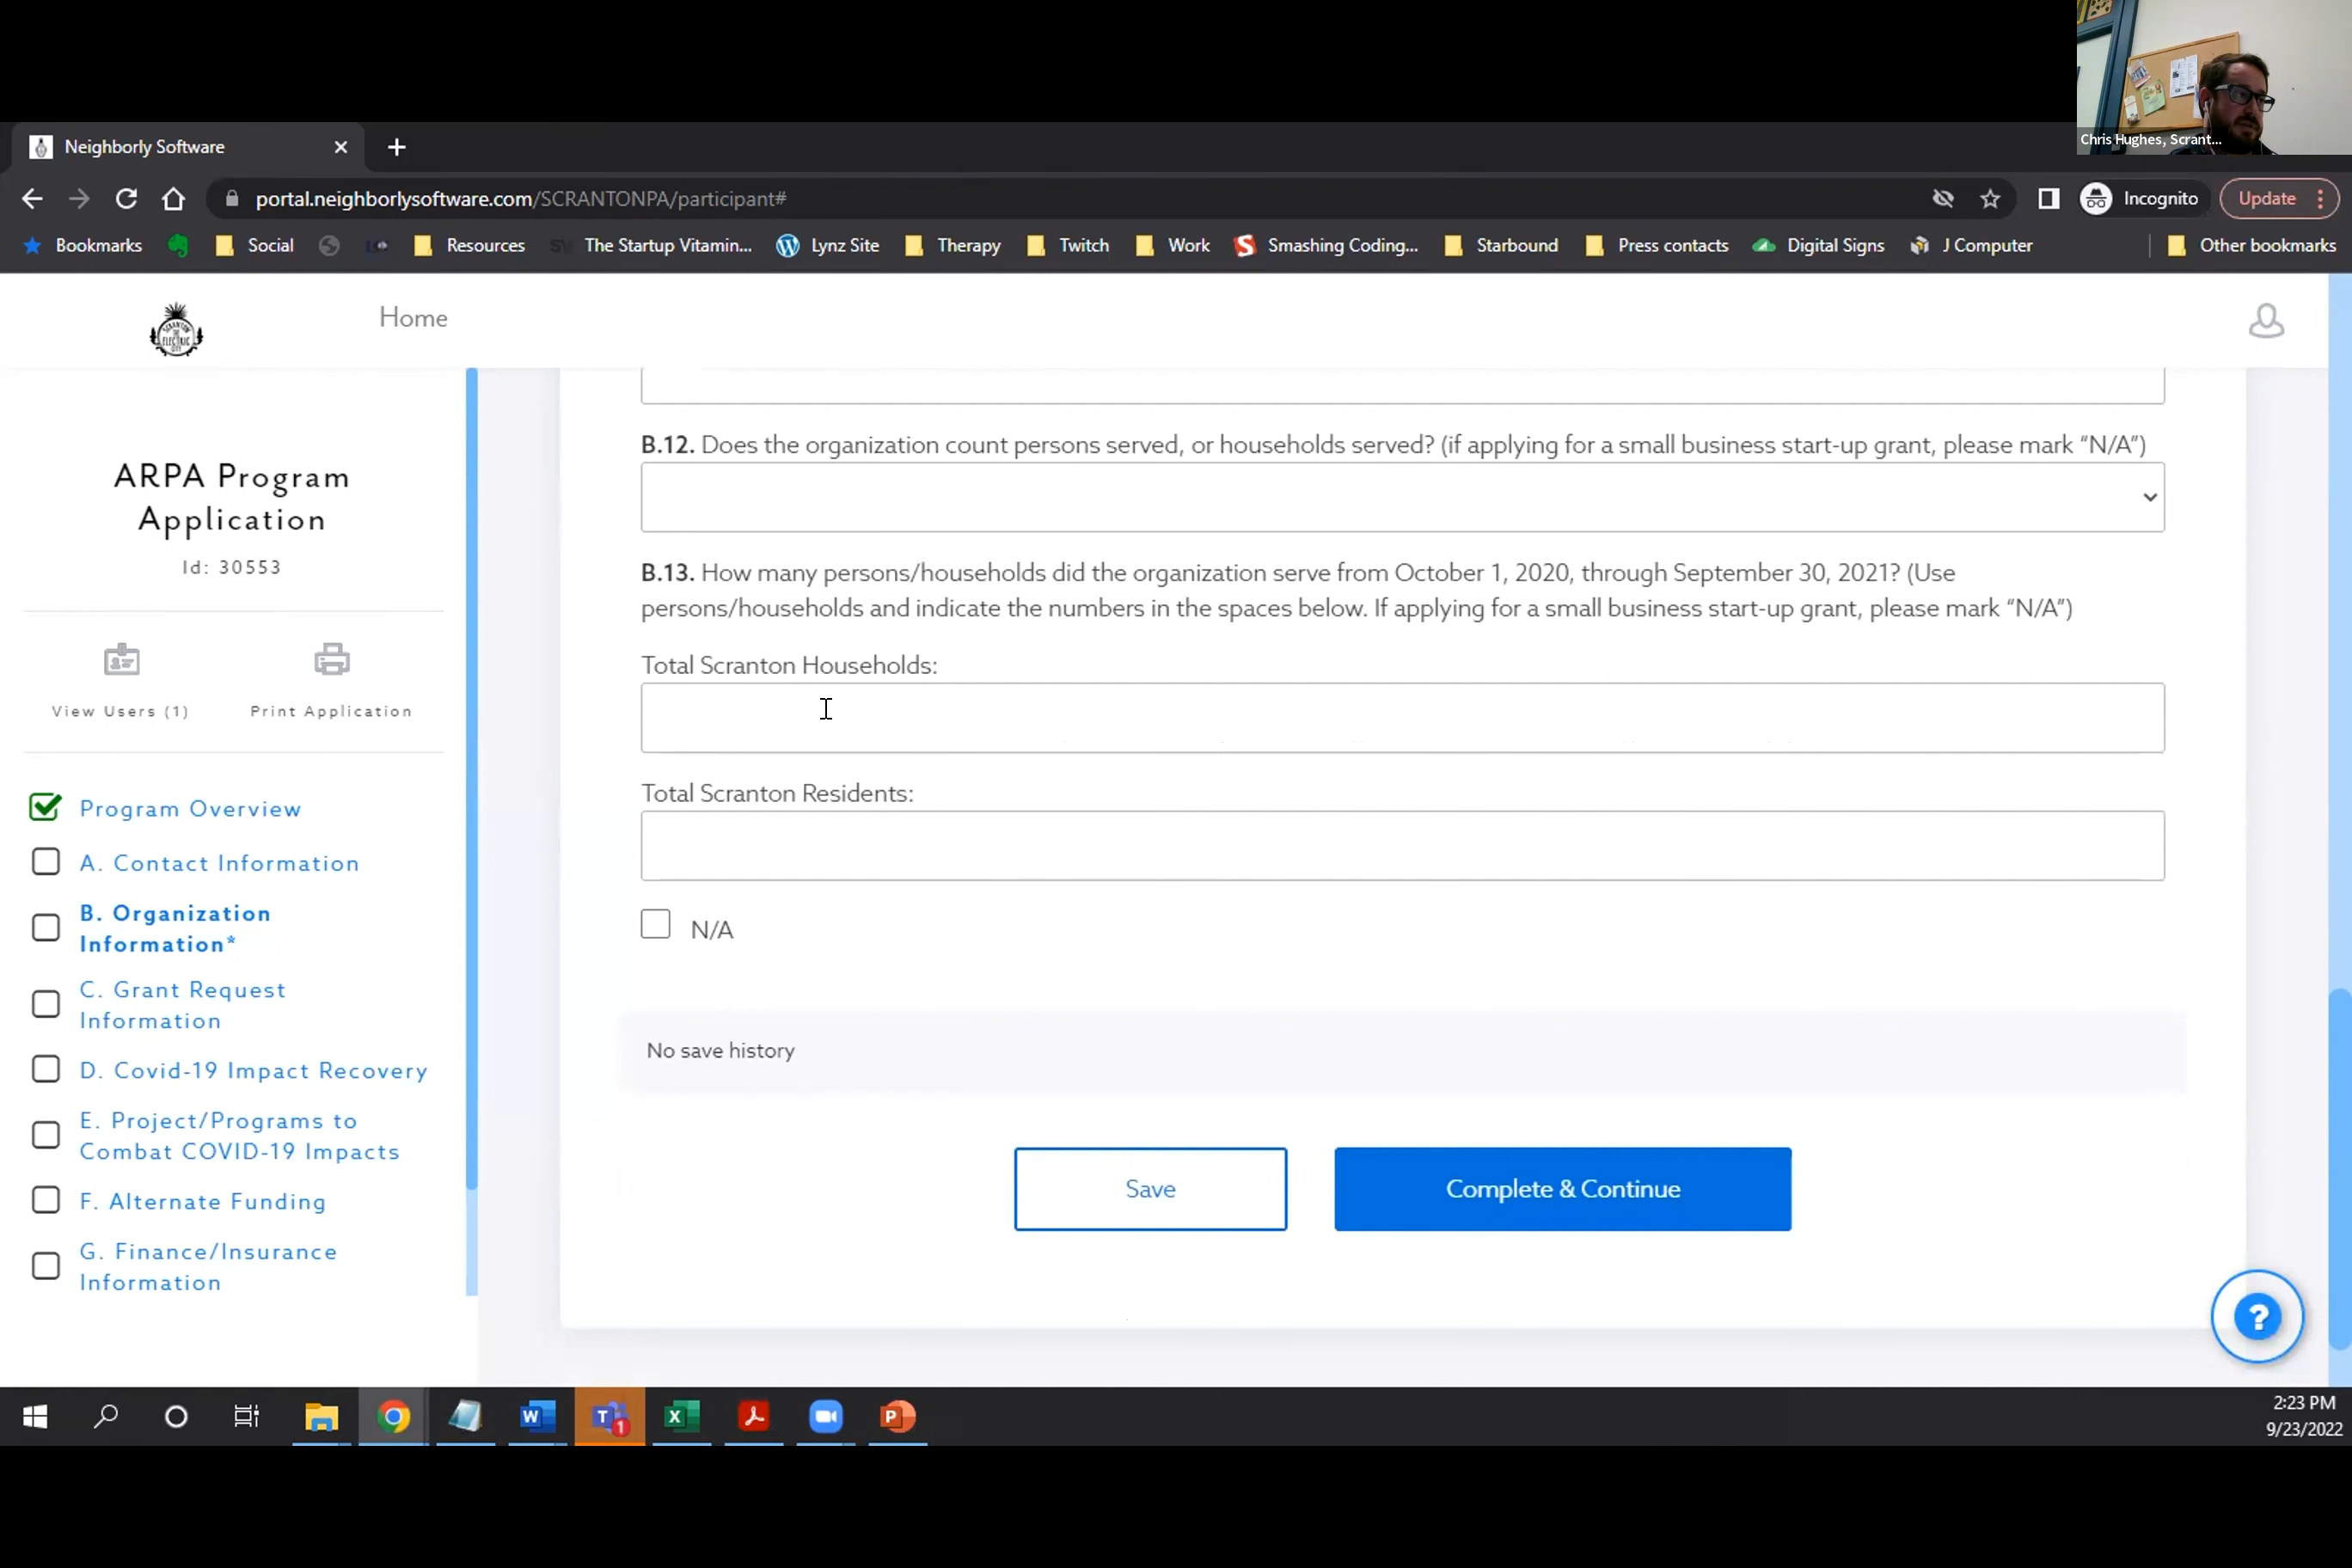 Chris Hughes, Scrant...
Neighborly Software
portal.neighborlysoftware.com/SCRANTONPA/participant#
Incognito
Update
Bookmarks
Social
Resources
The Startup Vitamin...
Lynz Site
Therapy
Twitch
Work
Smashing Coding...
Starbound
Press contacts
Digital Signs
J Computer
Other bookmarks
SCRANTON
THE
ELECTRIC
CITY
Home
ARPA Program
Application
Id: 30553
View Users (1)
Print Application
Program Overview
A. Contact Information
B. Organization
Information*
C. Grant Request
Information
D. Covid-19 Impact Recovery
E. Project/Programs to
Combat COVID-19 Impacts
F. Alternate Funding
G. Finance/Insurance
Information
B.12. Does the organization count persons served, or households served? (if applying for a small business start-up grant, please mark “N/A”)
B.13. How many persons/households did the organization serve from October 1, 2020, through September 30, 2021? (Use
persons/households and indicate the numbers in the spaces below. If applying for a small business start-up grant, please mark “N/A”)
Total Scranton Households:
Total Scranton Residents:
N/A
No save history
Save
Complete & Continue
?
2:23 PM
9/23/2022